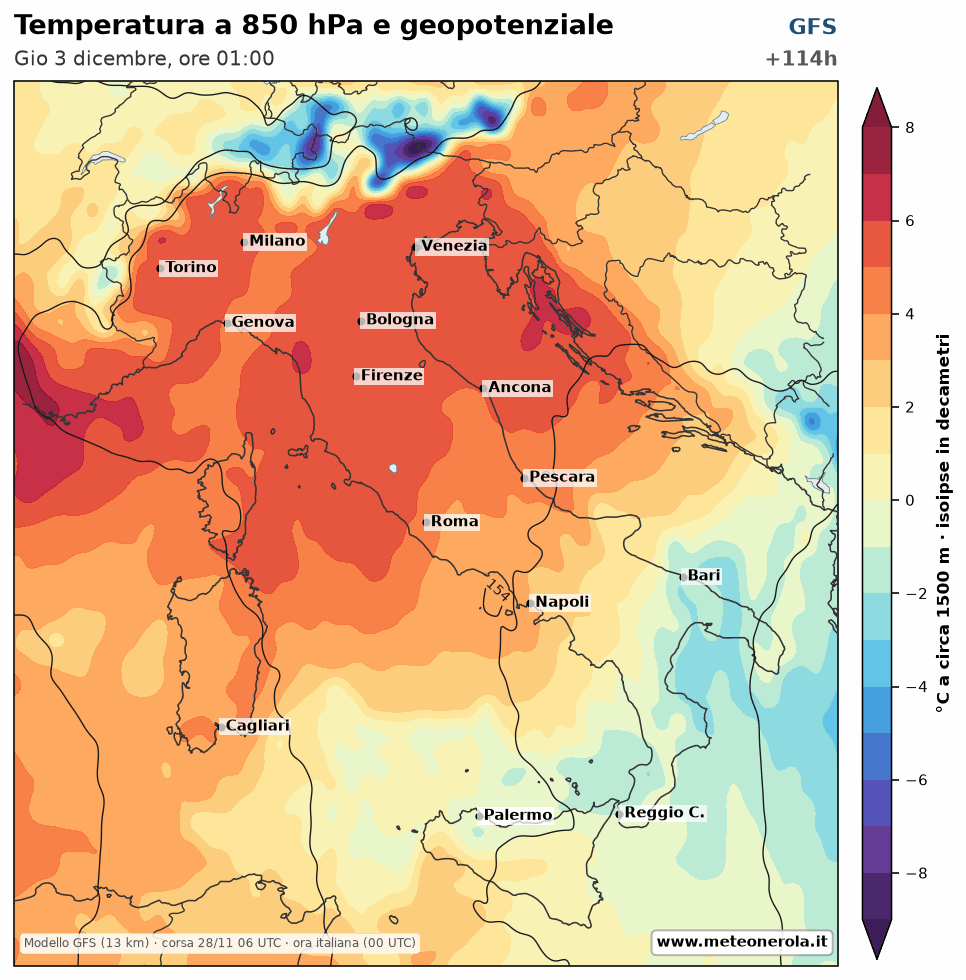 Temperatura a 850 hPa e geopotenziale
GFS
Gio 3 dicembre, ore 01:00
+114h
Milano
Venezia
Torino
Genova
Bologna
Firenze
Ancona
Pescara
Roma
Bari
154
Napoli
Cagliari
Palermo
Reggio C.
8
6
4
2
0
−2
−4
−6
−8
°C a circa 1500 m · isoipse in decametri
Modello GFS (13 km) · corsa 28/11 06 UTC · ora italiana (00 UTC)
www.meteonerola.it